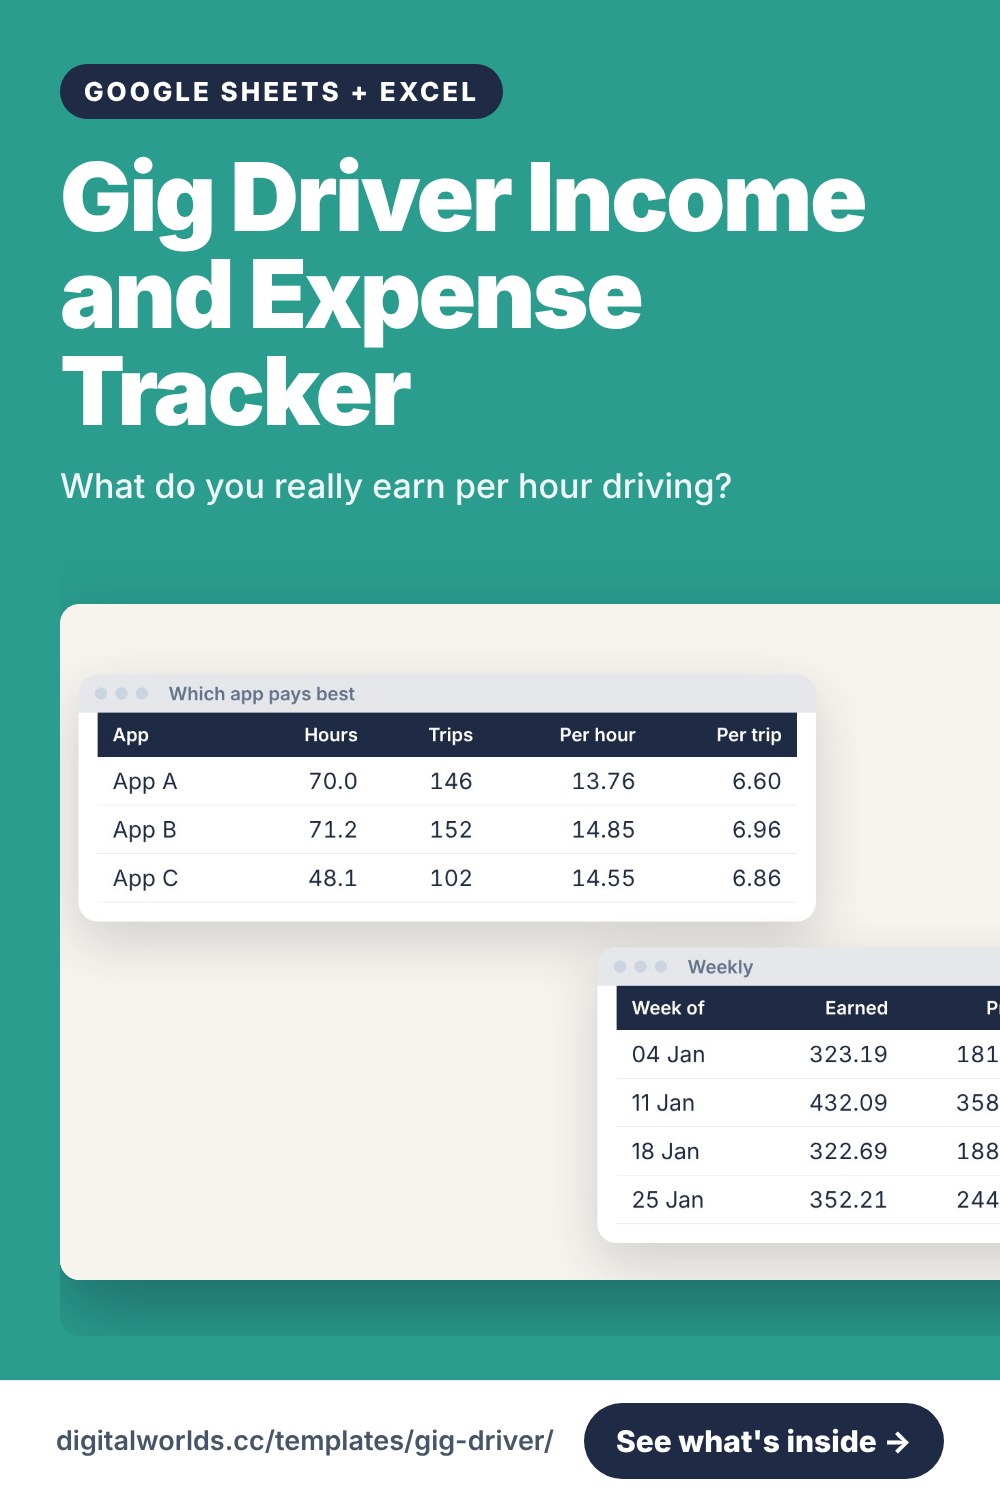 GOOGLE SHEETS + EXCEL
Gig Driver Income
and Expense
Tracker
What do you really earn per hour driving?
Which app pays best
App Hours Trips Per hour Per trip
App A 70.0 146 13.76 6.60
App B 71.2 152 14.85 6.96
App C 48.1 102 14.55 6.86
Weekly
Week of Earned
04 Jan 323.19 181
11 Jan 432.09 358
18 Jan 322.69 188
25 Jan 352.21 244
digitalworlds.cc/templates/gig-driver/
See what's inside →